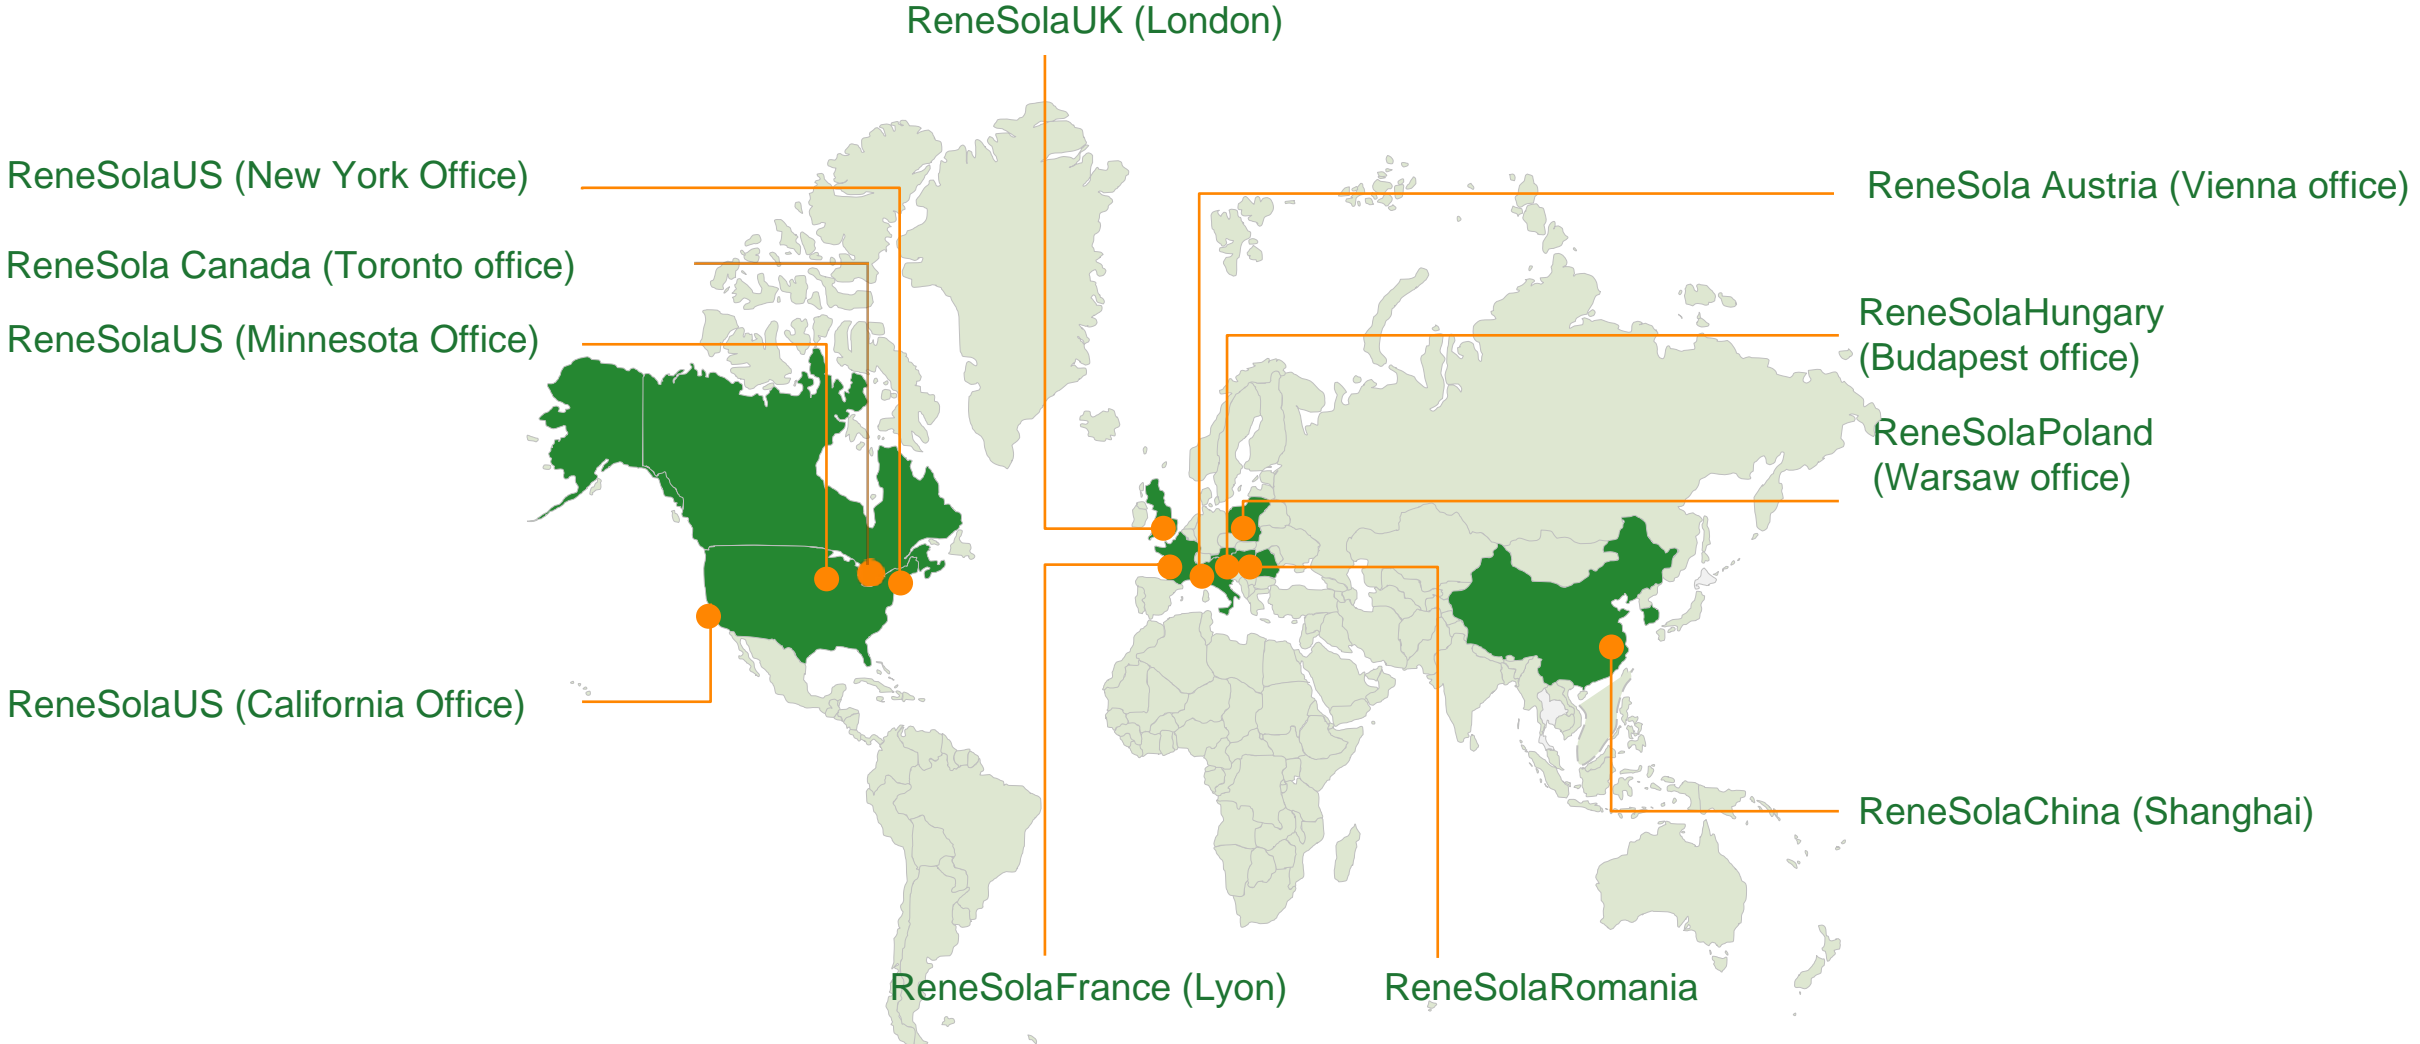 ReneSolaUK (London)
ReneSolaUS (New York Office)
ReneSola Austria (Vienna office)
ReneSola Canada (Toronto office)
ReneSolaHungary
(Budapest office)
ReneSolaUS (Minnesota Office)
ReneSolaPoland
(Warsaw office)
ReneSolaUS (California Office)
ReneSolaChina (Shanghai)
ReneSolaFrance (Lyon)
ReneSolaRomania